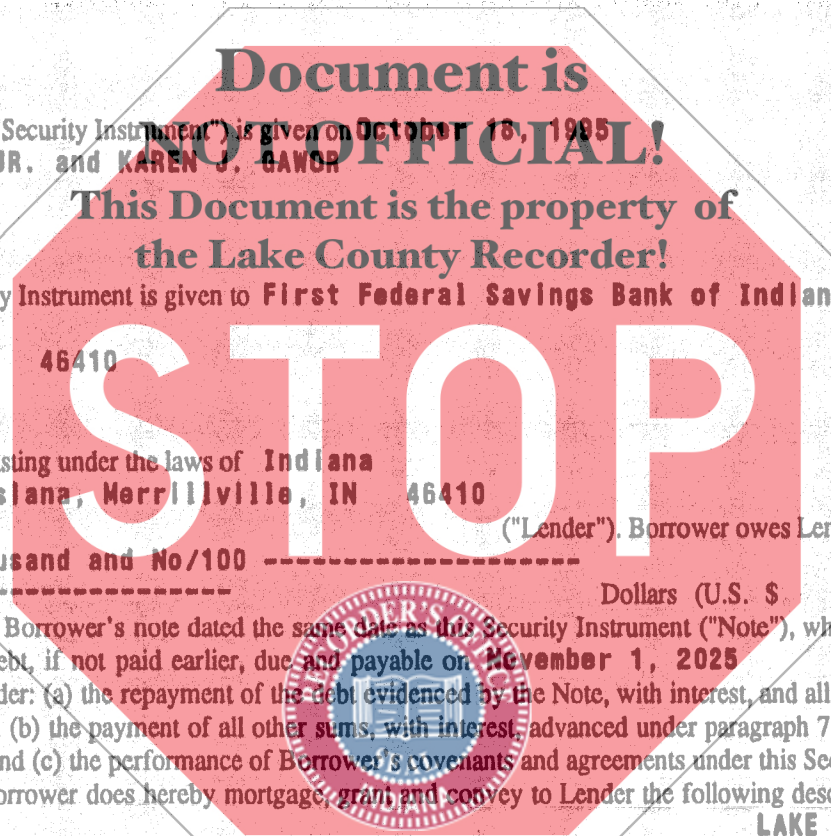 Document is
Security Instrument") is given on October 18, 1995
NOT OFFICIAL!
JR. and KAREN J. GAWOR
This Document is the property of
the Lake County Recorder!
y Instrument is given to First Federal Savings Bank of Indian
46410
STOP
sting under the laws of Indiana
siana, Merrillville, IN 46410
("Lender"). Borrower owes Len
usand and No/100 -----------------------
-----------------
Dollars (U.S. $
Borrower's note dated the same date as this Security Instrument ("Note"), wh
ebt, if not paid earlier, due and payable on November 1, 2025
der: (a) the repayment of the debt evidenced by the Note, with interest, and all
(b) the payment of all other sums, with interest, advanced under paragraph 7
nd (c) the performance of Borrower's covenants and agreements under this Sec
orrower does hereby mortgage, grant and convey to Lender the following desc
LAKE